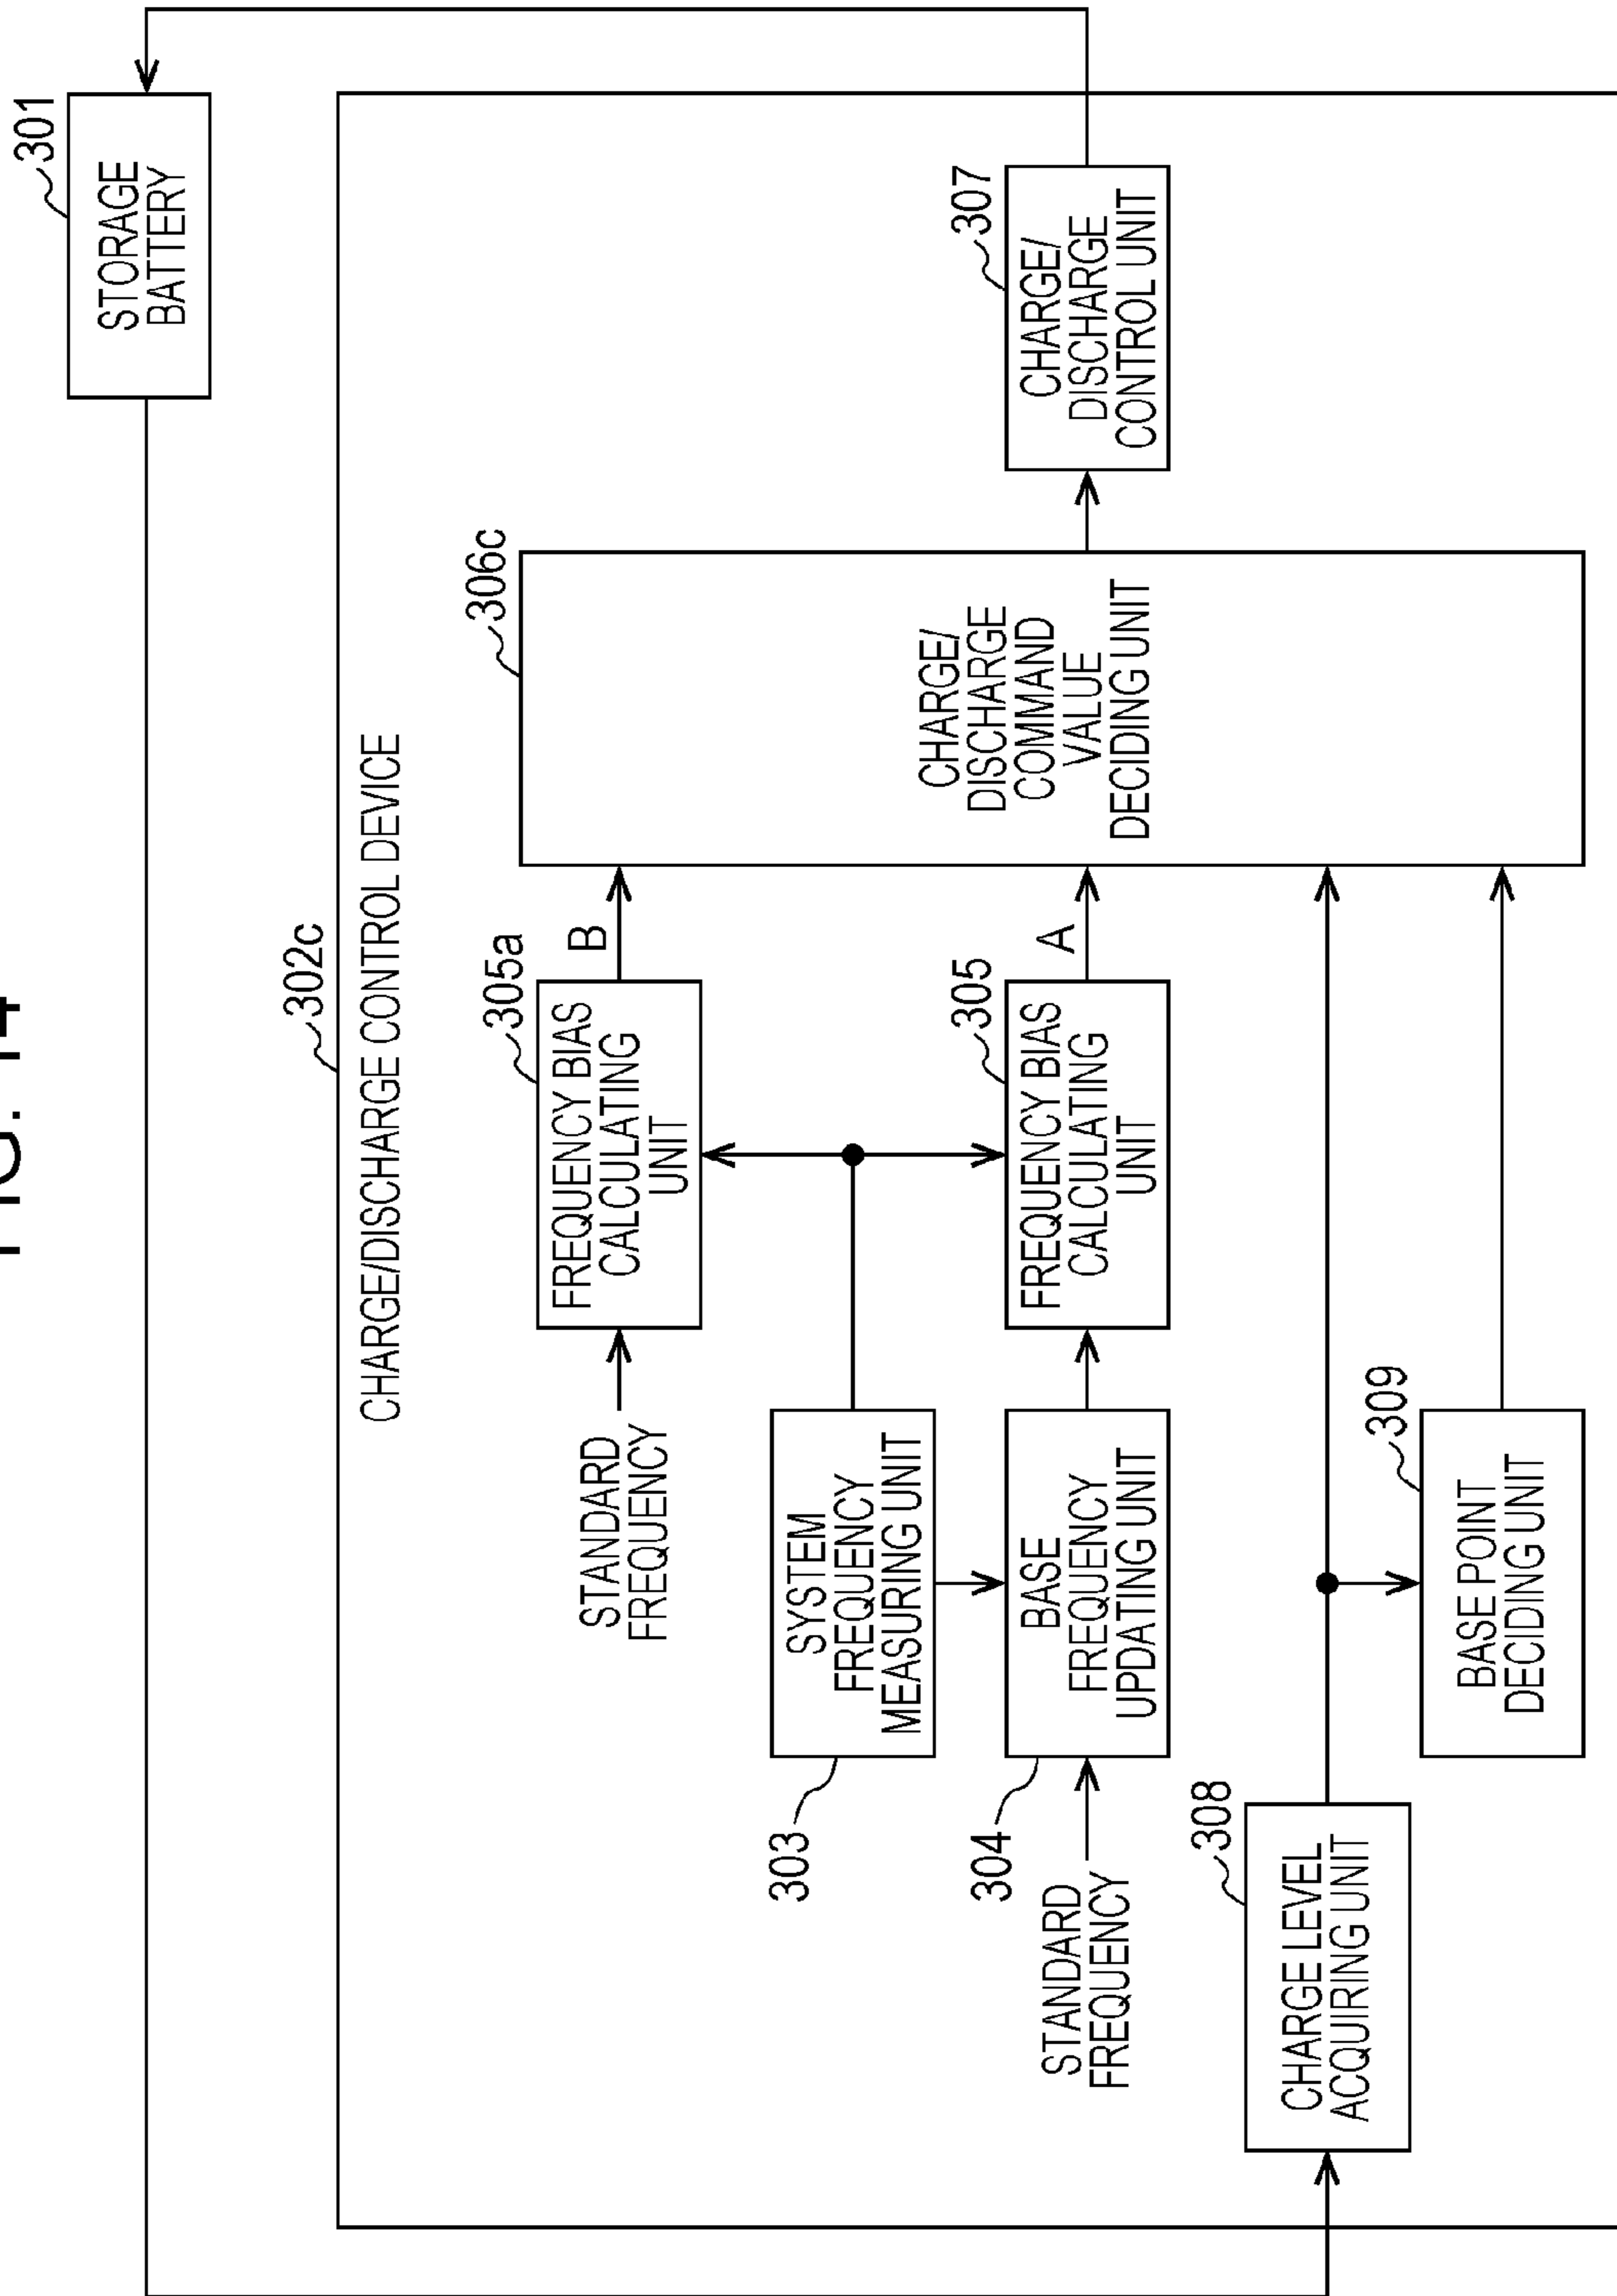 FIG. 14
301
STORAGE
BATTERY
302c
CHARGE/DISCHARGE CONTROL DEVICE
STANDARD
FREQUENCY
305a
FREQUENCY BIAS
CALCULATING
UNIT
B
306c
CHARGE/
DISCHARGE
COMMAND
VALUE
DECIDING UNIT
303
SYSTEM
FREQUENCY
MEASURING UNIT
STANDARD
FREQUENCY
304
BASE
FREQUENCY
UPDATING UNIT
305
FREQUENCY BIAS
CALCULATING
UNIT
A
307
CHARGE/
DISCHARGE
CONTROL UNIT
308
CHARGE LEVEL
ACQUIRING UNIT
309
BASE POINT
DECIDING UNIT